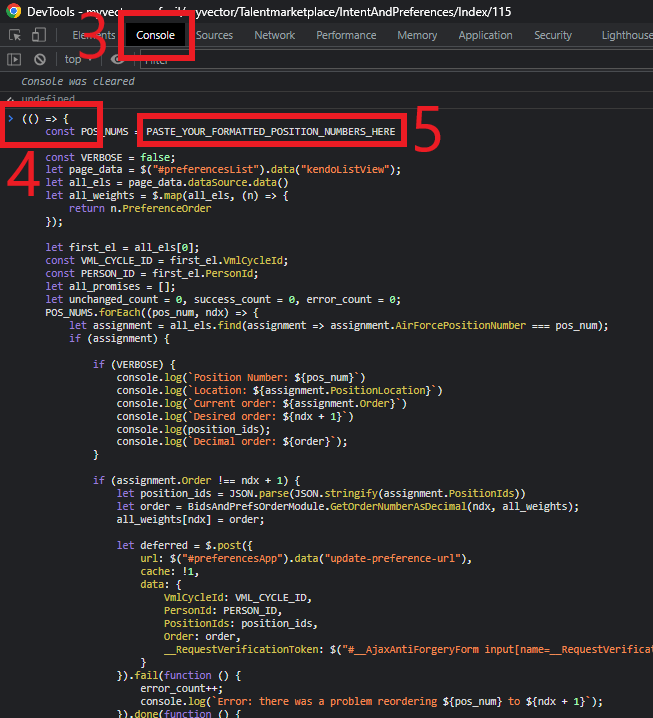 DevTools - myvector.us.af.mil/myvector/Talentmarketplace/IntentAndPreferences/Index/115
3
Elements Console Sources Network Performance Memory Application Security Lighthouse
top Filter
Console was cleared
undefined
(() => {
const POS_NUMS = PASTE_YOUR_FORMATTED_POSITION_NUMBERS_HERE
5
4
const VERBOSE = false;
let page_data = $("#preferencesList").data("kendoListView");
let all_els = page_data.dataSource.data()
let all_weights = $.map(all_els, (n) => {
return n.PreferenceOrder
});
let first_el = all_els[0];
const VML_CYCLE_ID = first_el.VmlCycleId;
const PERSON_ID = first_el.PersonId;
let all_promises = [];
let unchanged_count = 0, success_count = 0, error_count = 0;
POS_NUMS.forEach((pos_num, ndx) => {
let assignment = all_els.find(assignment => assignment.AirForcePositionNumber === pos_num);
if (assignment) {
if (VERBOSE) {
console.log(`Position Number: ${pos_num}`)
console.log(`Location: ${assignment.PositionLocation}`)
console.log(`Current order: ${assignment.Order}`)
console.log(`Desired order: ${ndx + 1}`)
console.log(position_ids);
console.log(`Decimal order: ${order}`);
}
if (assignment.Order !== ndx + 1) {
let position_ids = JSON.parse(JSON.stringify(assignment.PositionIds))
let order = BidsAndPrefsOrderModule.GetOrderNumberAsDecimal(ndx, all_weights);
all_weights[ndx] = order;
let deferred = $.post({
url: $("#preferencesApp").data("update-preference-url"),
cache: !1,
data: {
VmlCycleId: VML_CYCLE_ID,
PersonId: PERSON_ID,
PositionIds: position_ids,
Order: order,
__RequestVerificationToken: $("#__AjaxAntiForgeryForm input[name=__RequestVerificat
}
}).fail(function () {
error_count++;
console.log(`Error: there was a problem reordering ${pos_num} to ${ndx + 1}`);
}).done(function () {